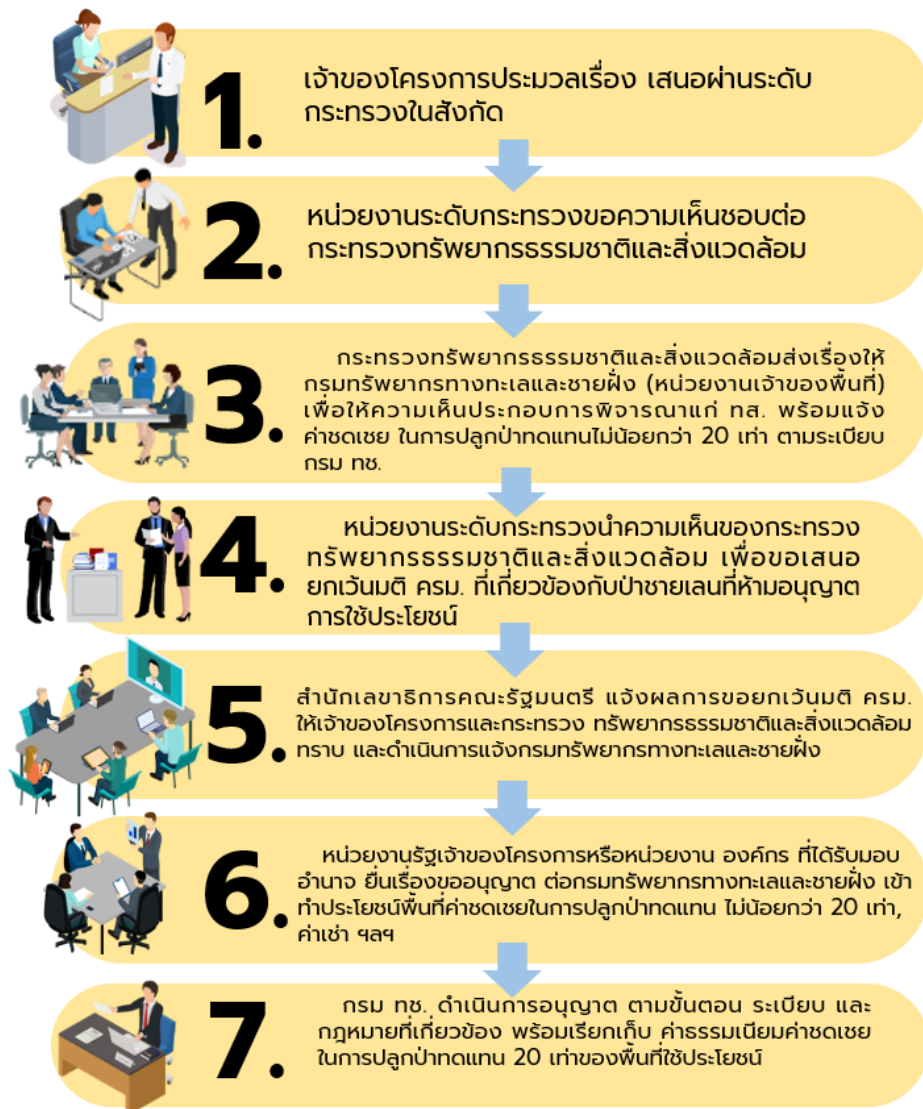 1.
เจ้าของโครงการประมวลเรื่อง เสนอผ่านระดับ
กระทรวงในสังกัด
2.
หน่วยงานระดับกระทรวงขอความเห็นชอบต่อ
กระทรวงทรัพยากรธรรมชาติและสิ่งแวดล้อม
3.
กระทรวงทรัพยากรธรรมชาติและสิ่งแวดล้อมส่งเรื่องให้
กรมทรัพยากรทางทะเลและชายฝั่ง (หน่วยงานเจ้าของพื้นที่)
เพื่อให้ความเห็นประกอบการพิจารณาแก่ ทส. พร้อมแจ้ง
ค่าชดเชย ในการปลูกป่าทดแทนไม่น้อยกว่า 20 เท่า ตามระเบียบ
กรม ทช.
4.
หน่วยงานระดับกระทรวงนำความเห็นของกระทรวง
ทรัพยากรธรรมชาติและสิ่งแวดล้อม เพื่อขอเสนอ
ยกเว้นมติ ครม. ที่เกี่ยวข้องกับป่าชายเลนที่ห้ามอนุญาต
การใช้ประโยชน์
5.
สำนักเลขาธิการคณะรัฐมนตรี แจ้งผลการขอยกเว้นมติ ครม.
ให้เจ้าของโครงการและกระทรวง ทรัพยากรธรรมชาติและสิ่งแวดล้อม
ทราบ และดำเนินการแจ้งกรมทรัพยากรทางทะเลและชายฝั่ง
6.
หน่วยงานรัฐเจ้าของโครงการหรือหน่วยงาน องค์กร ที่ได้รับมอบ
อำนาจ ยื่นเรื่องขออนุญาต ต่อกรมทรัพยากรทางทะเลและชายฝั่ง เข้า
ทำประโยชน์พื้นที่ค่าชดเชยในการปลูกป่าทดแทน ไม่น้อยกว่า 20 เท่า,
ค่าเช่า ฯลฯ
7.
กรม ทช. ดำเนินการอนุญาต ตามขั้นตอน ระเบียบ และ
กฎหมายที่เกี่ยวข้อง พร้อมเรียกเก็บ ค่าธรรมเนียมค่าชดเชย
ในการปลูกป่าทดแทน 20 เท่าของพื้นที่ใช้ประโยชน์